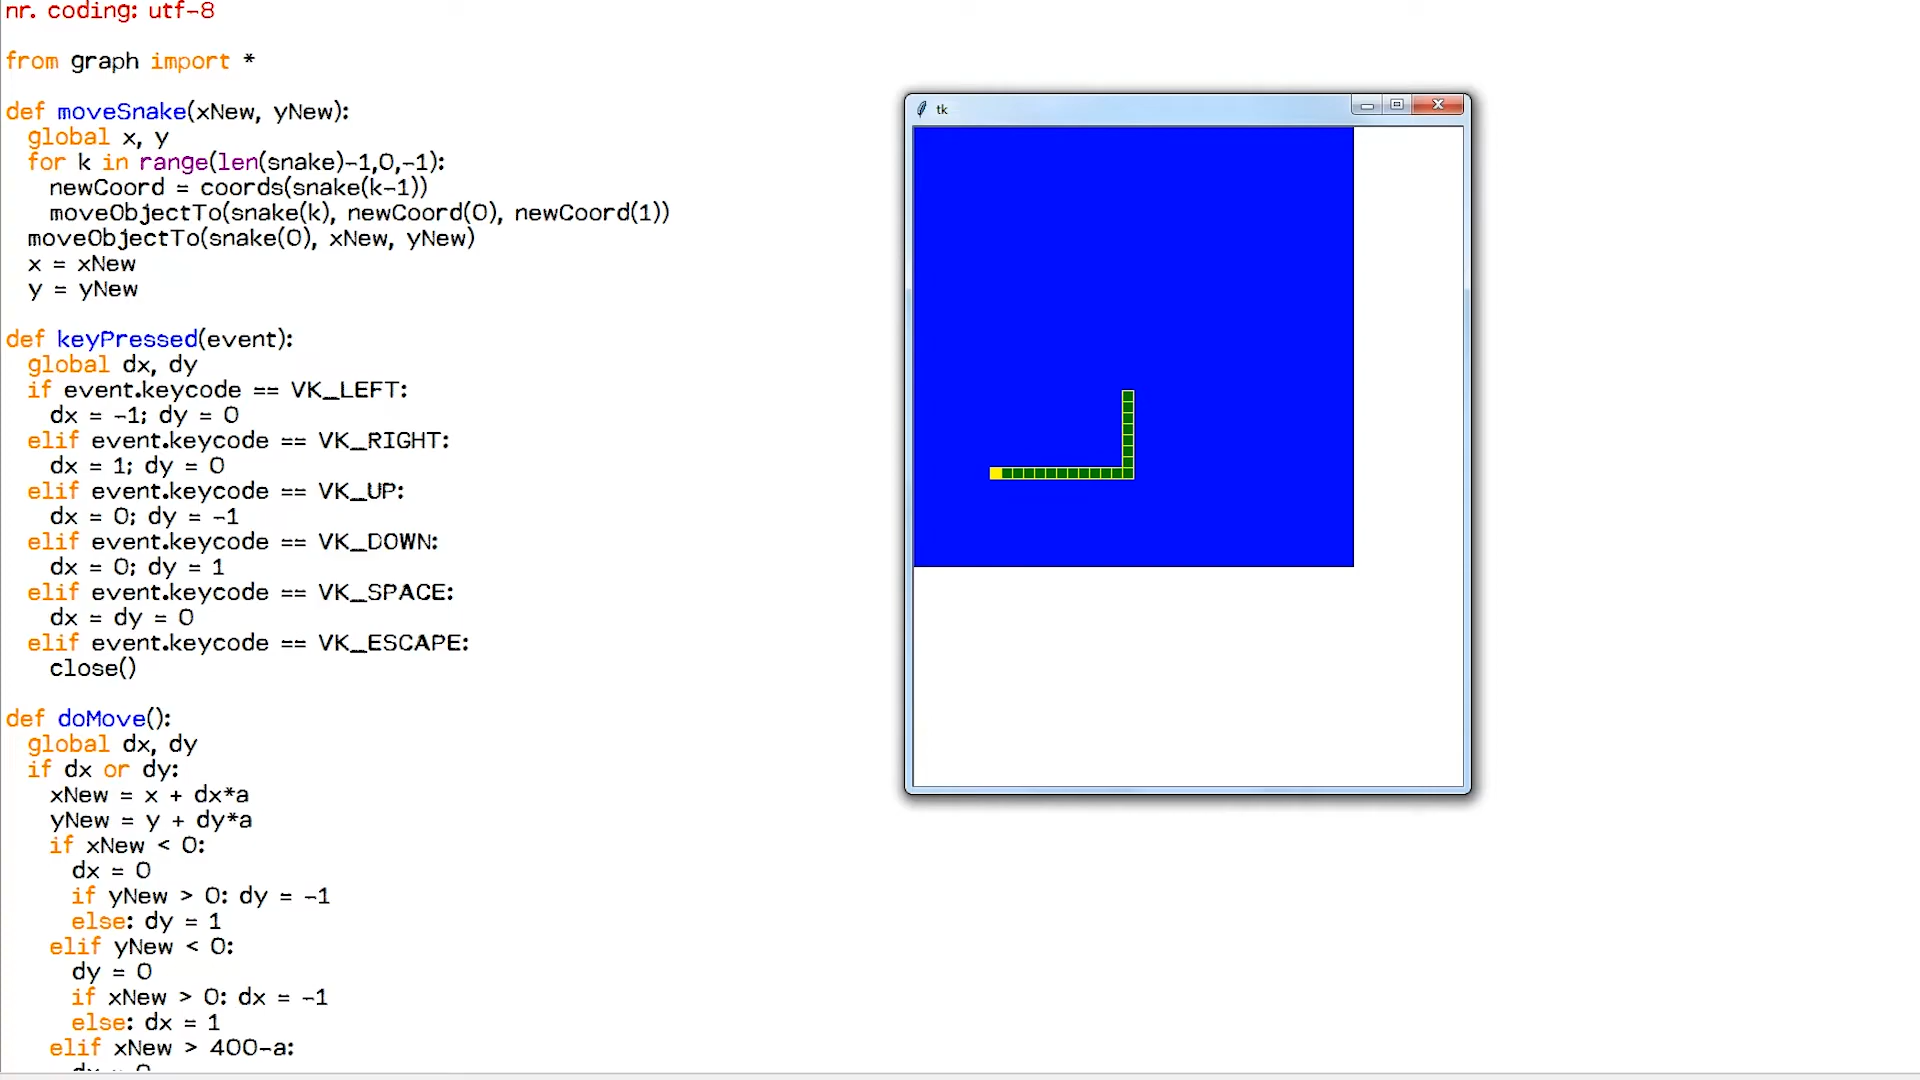 nr. coding: utf-8
from graph import *
def moveSnake(xNew, yNew):
global x, y
for k in range(len(snake)-1,0,-1):
newCoord = coords(snake(k-1))
moveObjectTo(snake(k), newCoord(0), newCoord(1))
moveObjectTo(snake(0), xNew, yNew)
x = xNew
y = yNew
def keyPressed(event):
global dx, dy
if event.keycode == VK_LEFT:
dx = -1; dy = 0
elif event.keycode == VK_RIGHT:
dx = 1; dy = 0
elif event.keycode == VK_UP:
dx = 0; dy = -1
elif event.keycode == VK_DOWN:
dx = 0; dy = 1
elif event.keycode == VK_SPACE:
dx = dy = 0
elif event.keycode == VK_ESCAPE:
close()
def doMove():
global dx, dy
if dx or dy:
xNew = x + dx*a
yNew = y + dy*a
if xNew < 0:
dx = 0
if yNew > 0: dy = -1
else: dy = 1
elif yNew < 0:
dy = 0
if xNew > 0: dx = -1
else: dx = 1
elif xNew > 400-a:
tk